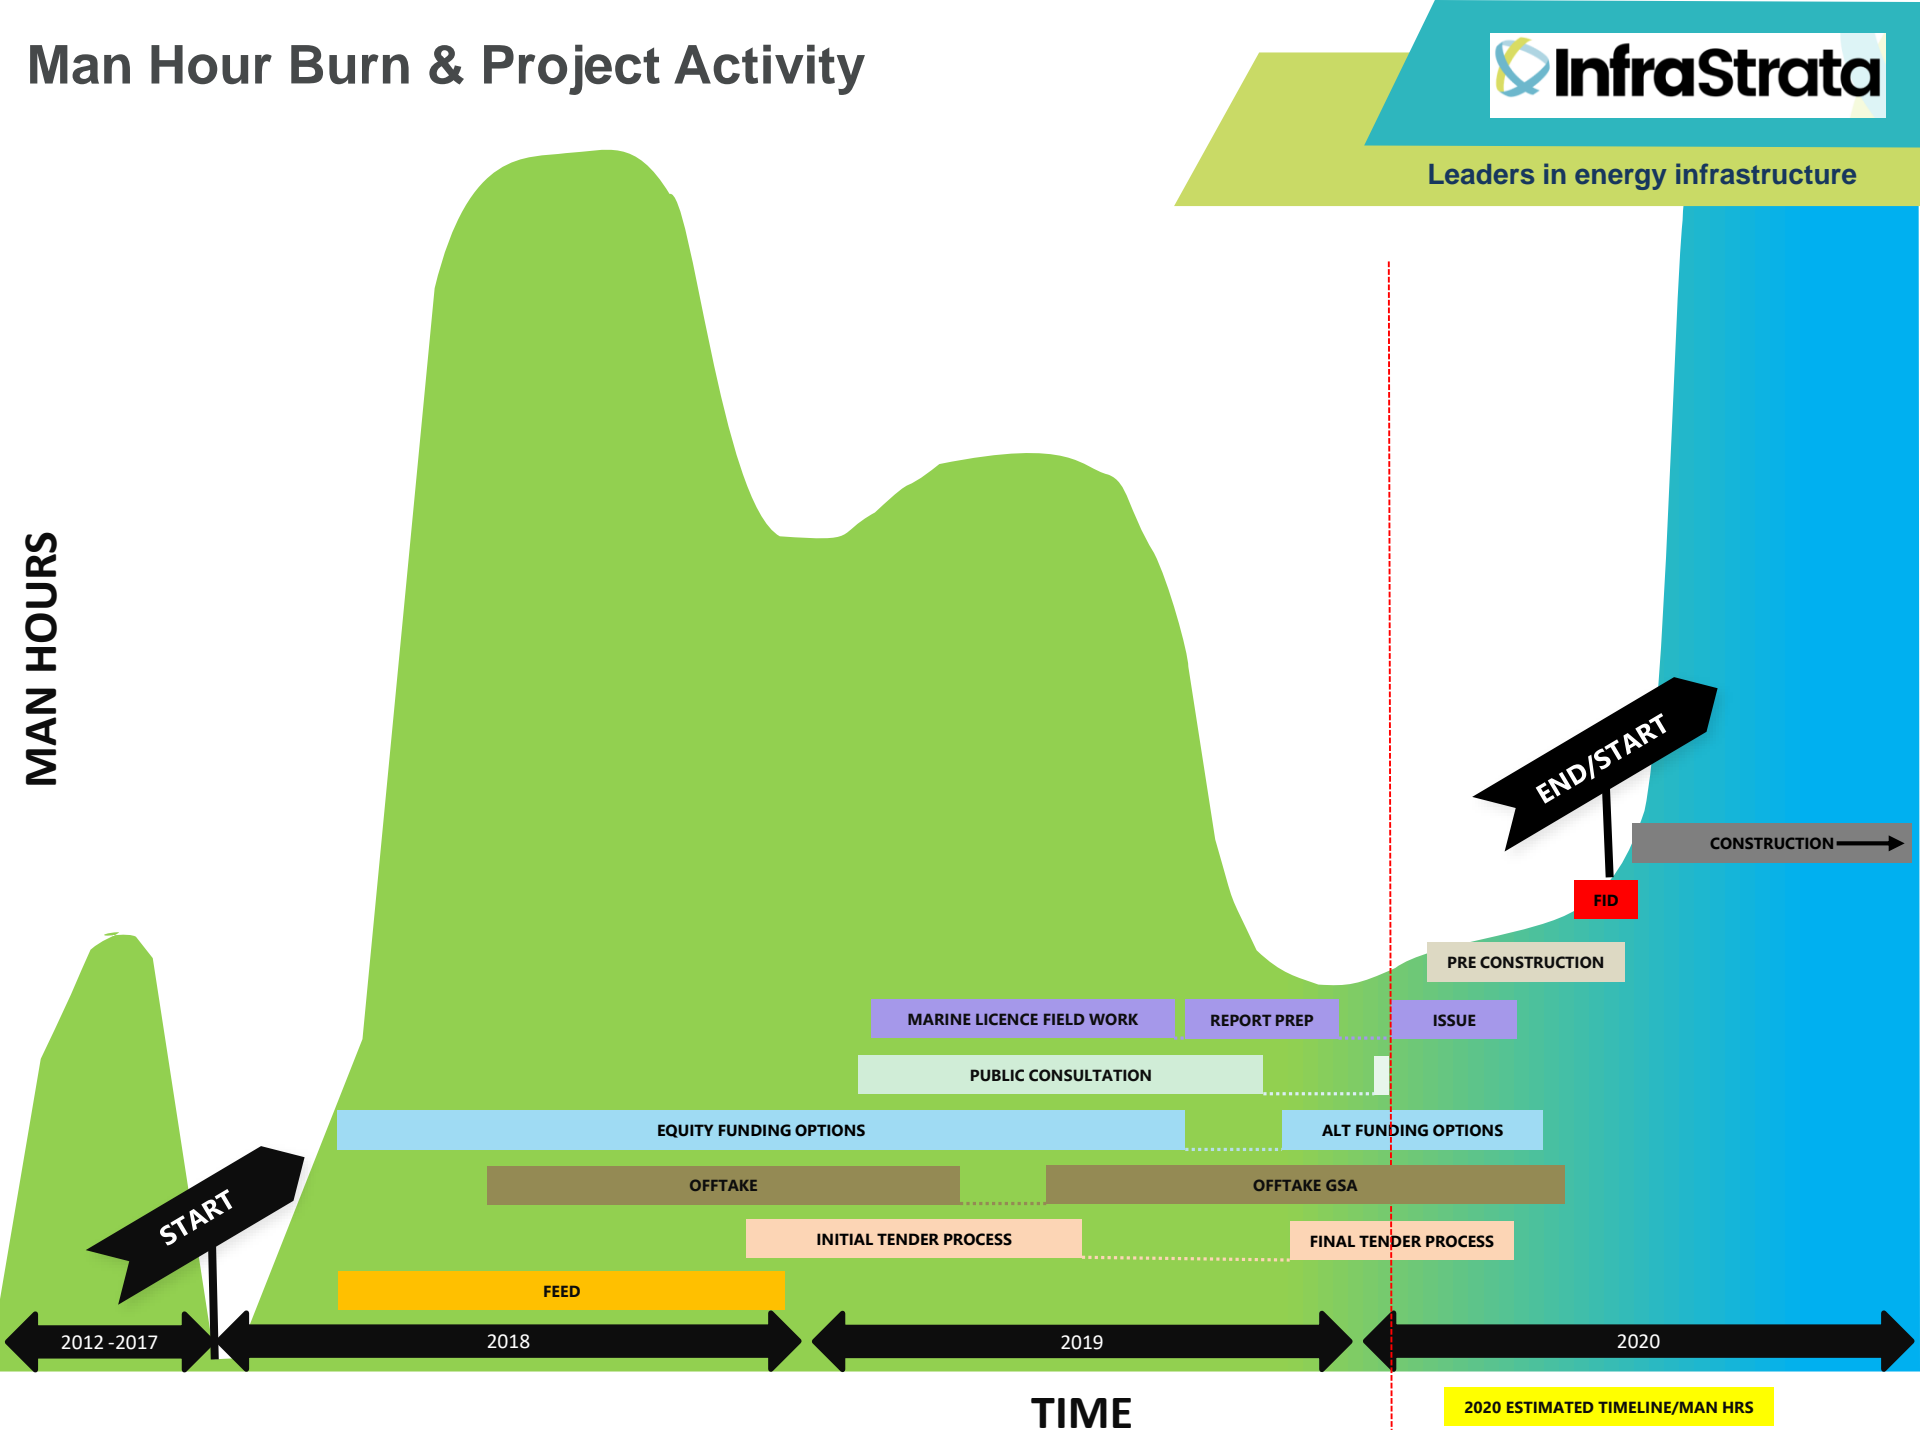 Man Hour Burn & Project Activity
InfraStrata
Leaders in energy infrastructure
MAN HOURS
END/START
CONSTRUCTION
FID
PRE CONSTRUCTION
MARINE LICENCE FIELD WORK
REPORT PREP
ISSUE
PUBLIC CONSULTATION
EQUITY FUNDING OPTIONS
ALT FUNDING OPTIONS
OFFTAKE
OFFTAKE GSA
START
INITIAL TENDER PROCESS
FINAL TENDER PROCESS
FEED
2012 -2017
2018
2019
2020
TIME
2020 ESTIMATED TIMELINE/MAN HRS